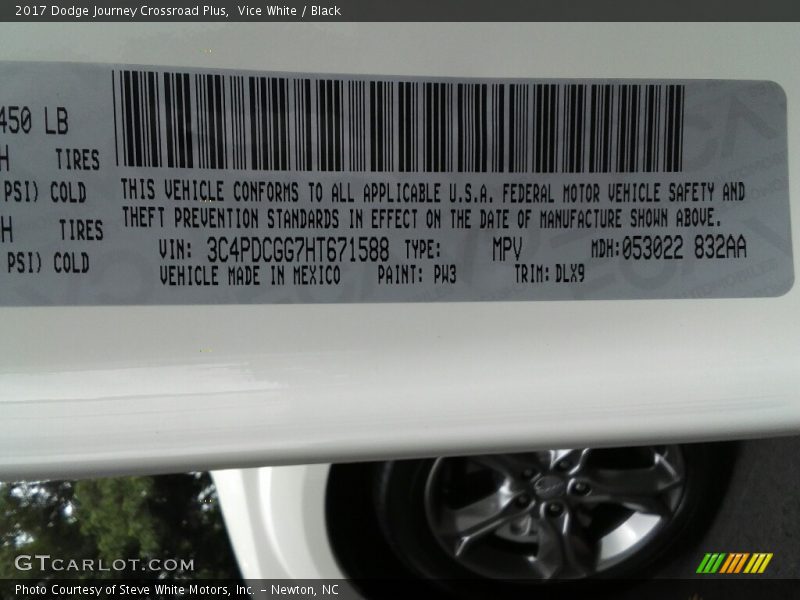 2017 Dodge Journey Crossroad Plus,  Vice White / Black
450 LB
H TIRES
PSI) COLD
H TIRES
PSI) COLD
THIS VEHICLE CONFORMS TO ALL APPLICABLE U.S.A. FEDERAL MOTOR VEHICLE SAFETY AND
THEFT PREVENTION STANDARDS IN EFFECT ON THE DATE OF MANUFACTURE SHOWN ABOVE.
VIN: 3C4PDCGG7HT671588 TYPE: MPV MDH:053022 832AA
VEHICLE MADE IN MEXICO PAINT: PW3 TRIM: DLX9
GTCARLOT.COM
Photo Courtesy of Steve White Motors, Inc. – Newton, NC